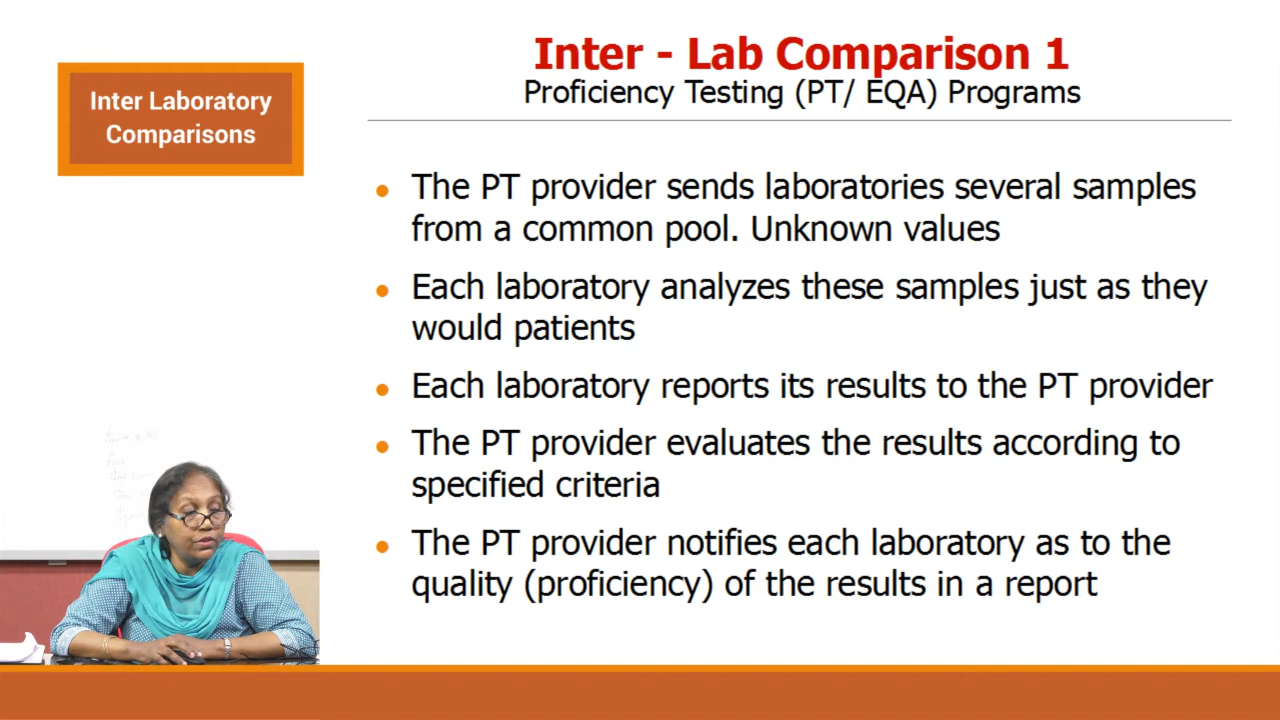 Inter Laboratory
Comparisons
Inter - Lab Comparison 1
Proficiency Testing (PT/ EQA) Programs
The PT provider sends laboratories several samples
from a common pool. Unknown values
Each laboratory analyzes these samples just as they
would patients
Each laboratory reports its results to the PT provider
The PT provider evaluates the results according to
specified criteria
The PT provider notifies each laboratory as to the
quality (proficiency) of the results in a report